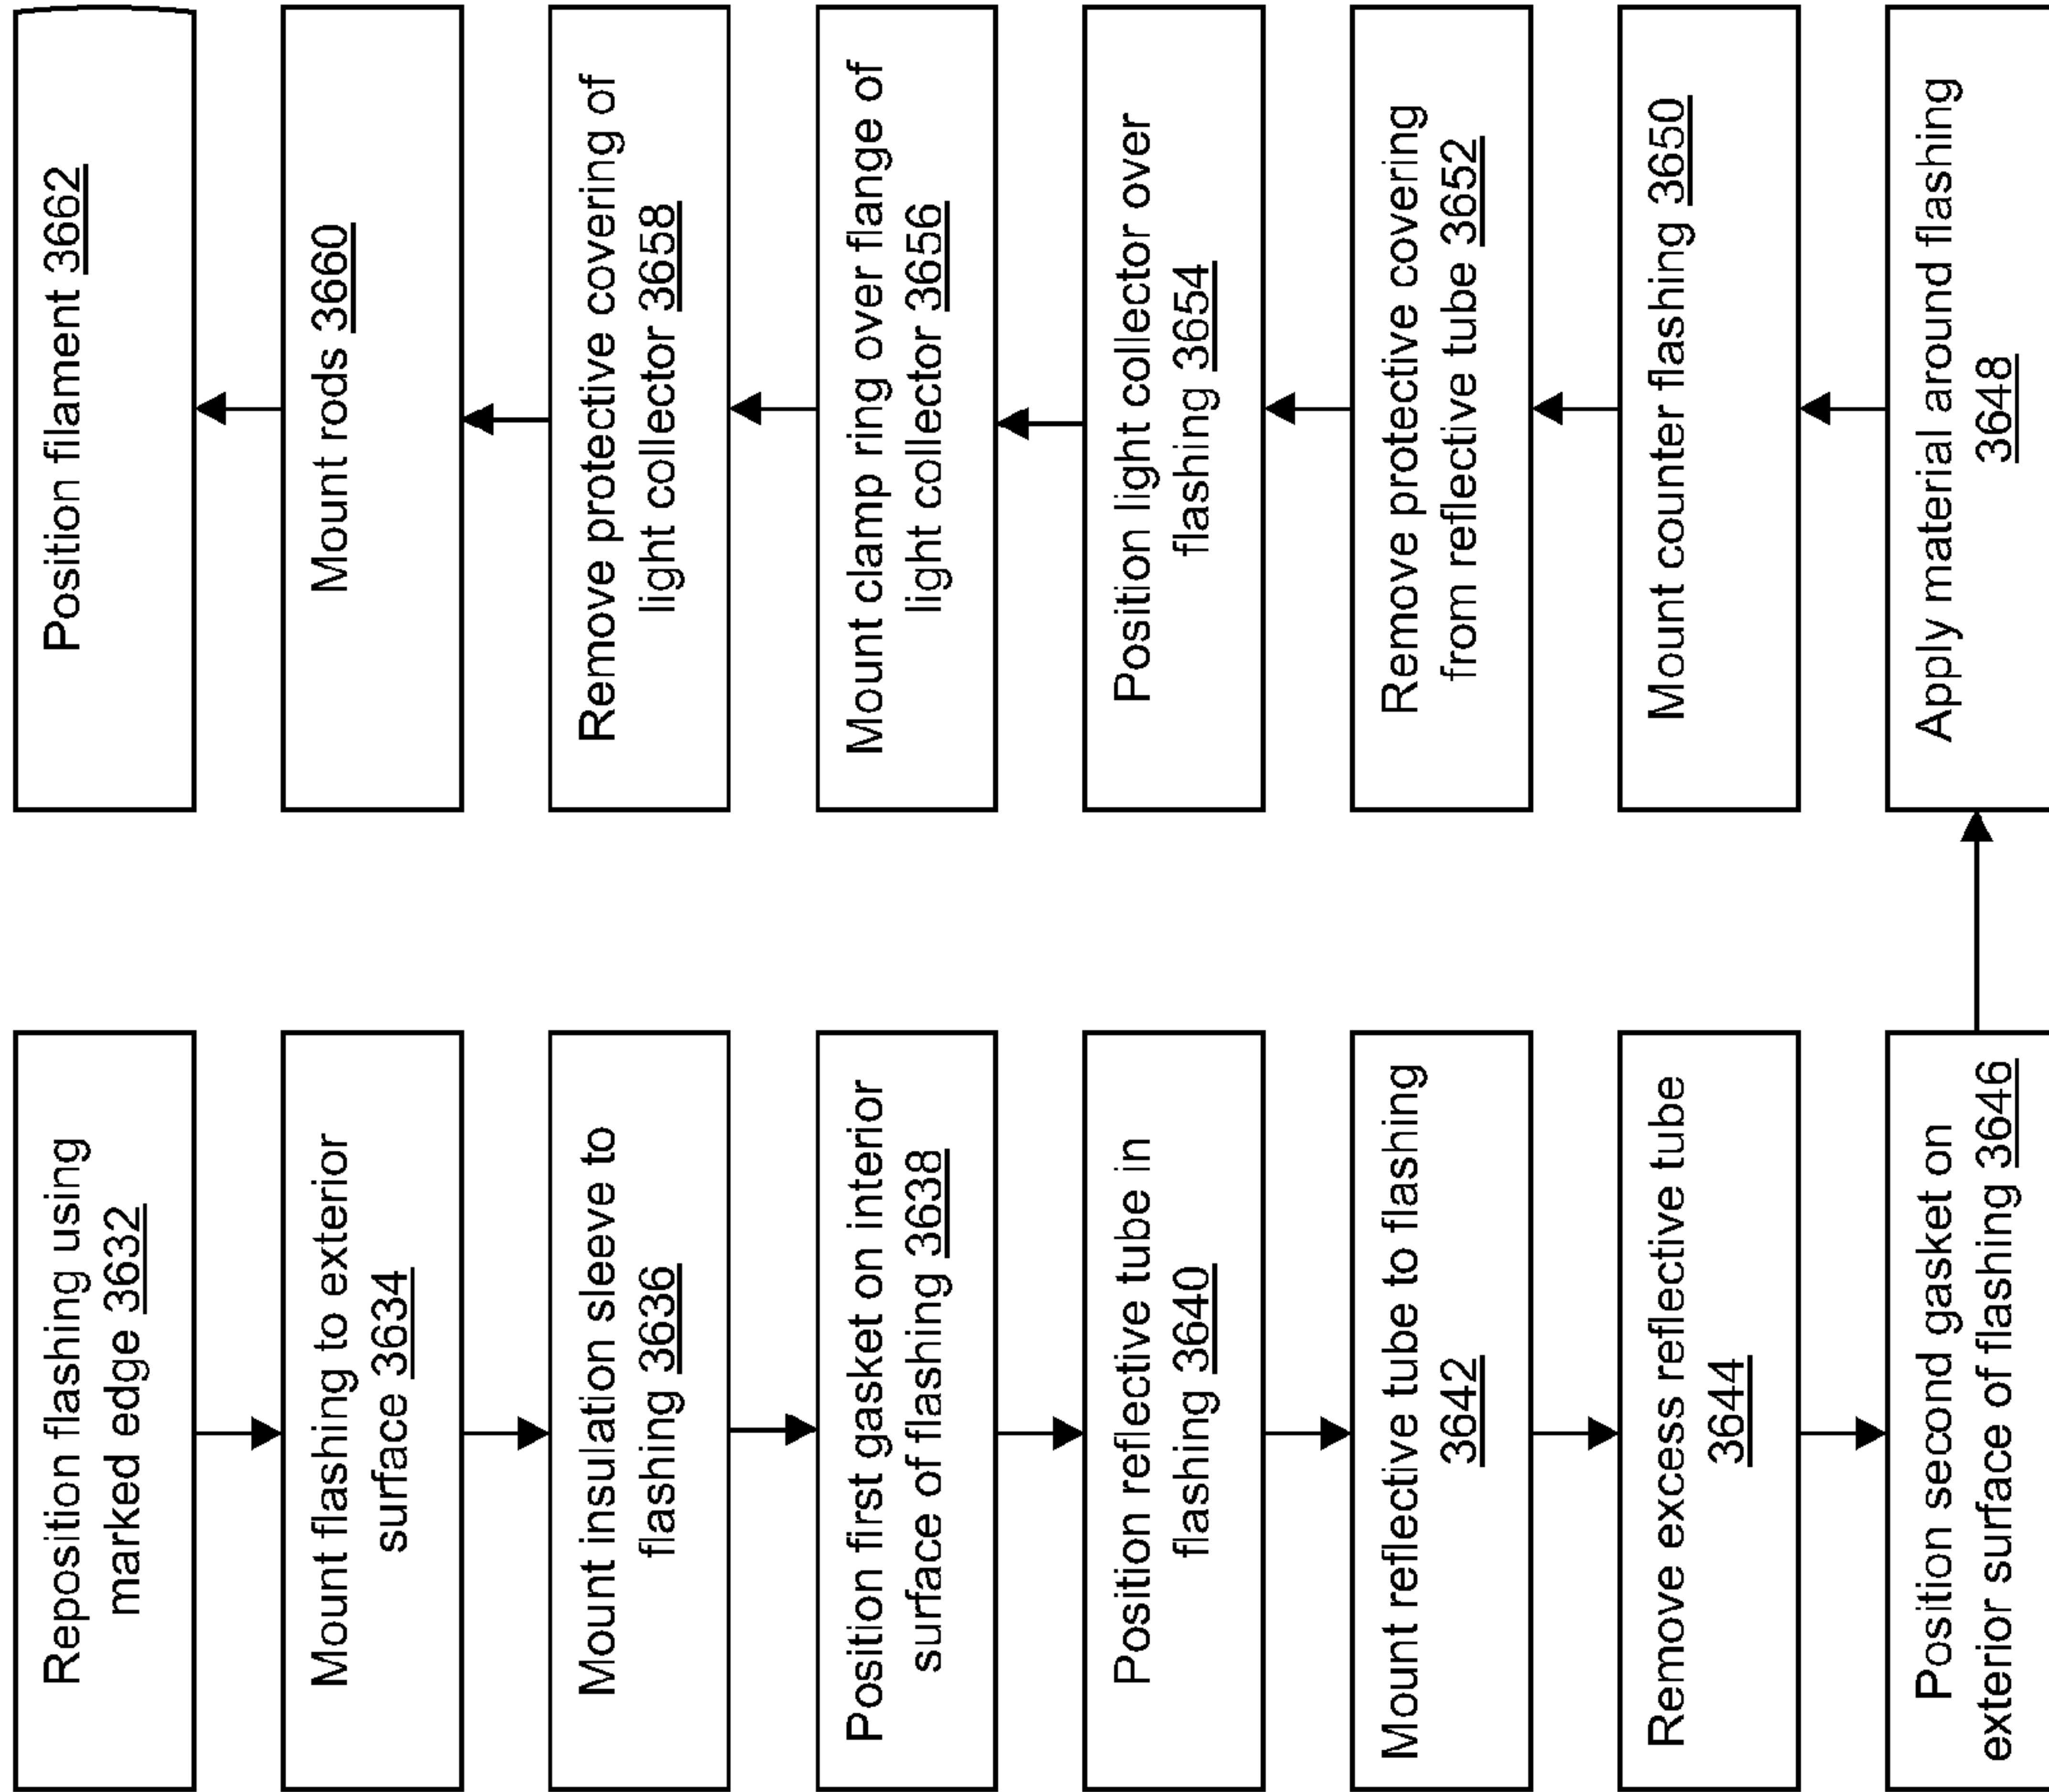 Reposition flashing using
marked edge 3632
Mount flashing to exterior
surface 3634
Mount insulation sleeve to
flashing 3636
Position first gasket on interior
surface of flashing 3638
Position reflective tube in
flashing 3640
Mount reflective tube to flashing
3642
Remove excess reflective tube
3644
Position second gasket on
exterior surface of flashing 3646
Apply material around flashing
3648
Mount counter flashing 3650
Remove protective covering
from reflective tube 3652
Position light collector over
flashing 3654
Mount clamp ring over flange of
light collector 3656
Remove protective covering of
light collector 3658
Mount rods 3660
Position filament 3662